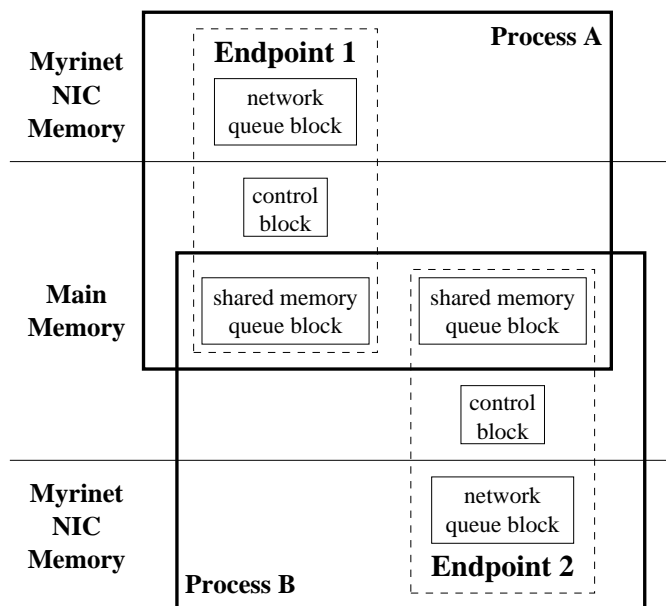 Process A
Endpoint 1
Myrinet
NIC
Memory
network
queue block
control
block
Main
Memory
shared memory
queue block
shared memory
queue block
control
block
Myrinet
NIC
Memory
network
queue block
Endpoint 2
Process B